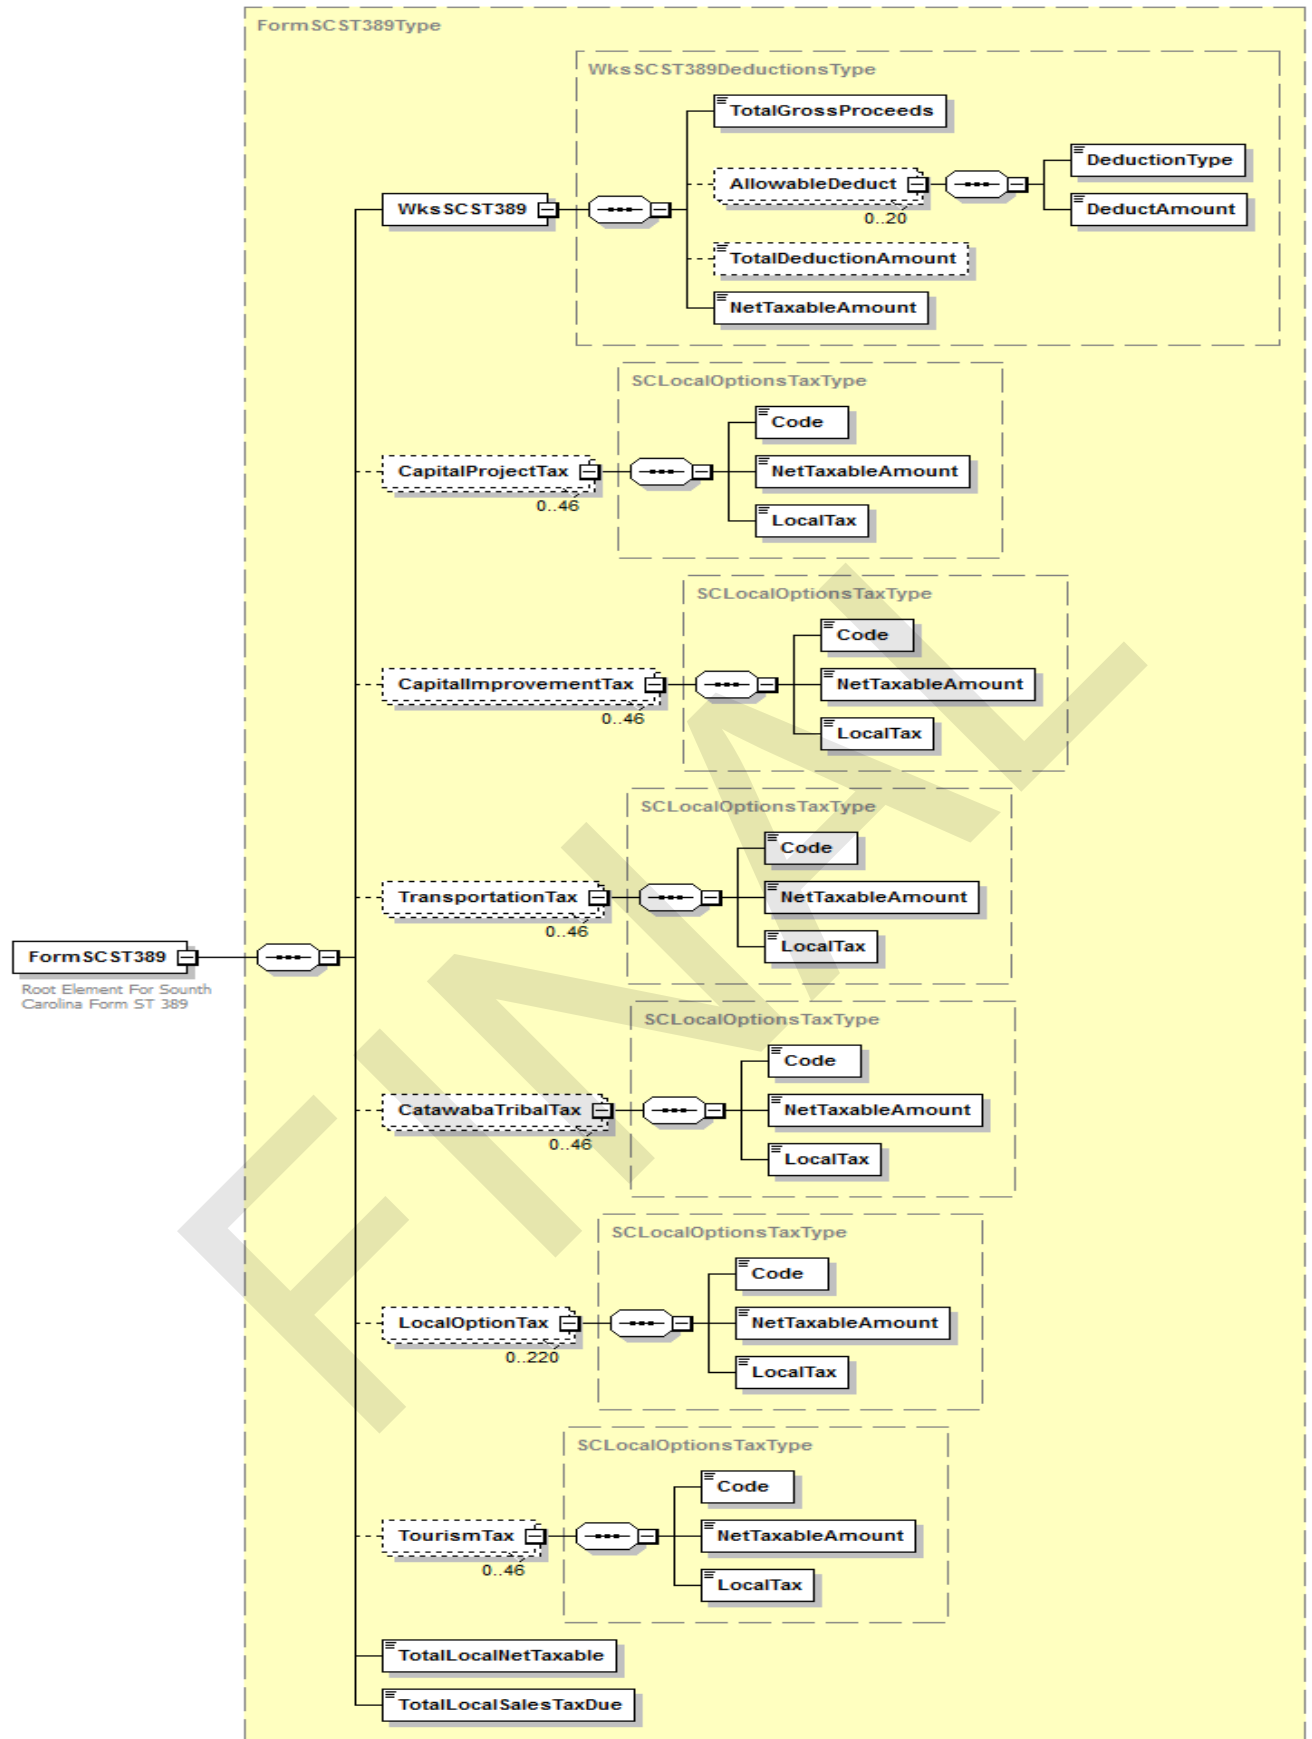 FormSCST389Type
WksSCST389DeductionsType
TotalGrossProceeds
DeductionType
AllowableDeduct
0..20
DeductAmount
WksSCST389
TotalDeductionAmount
NetTaxableAmount
SCLocalOptionsTaxType
Code
CapitalProjectTax
0..46
NetTaxableAmount
LocalTax
SCLocalOptionsTaxType
Code
CapitalImprovementTax
0..46
NetTaxableAmount
LocalTax
SCLocalOptionsTaxType
Code
TransportationTax
0..46
NetTaxableAmount
LocalTax
FormSCST389
Root Element For Sounth
Carolina Form ST 389
SCLocalOptionsTaxType
Code
CatawabaTribalTax
0..46
NetTaxableAmount
LocalTax
SCLocalOptionsTaxType
Code
LocalOptionTax
0..220
NetTaxableAmount
LocalTax
SCLocalOptionsTaxType
Code
TourismTax
0..46
NetTaxableAmount
LocalTax
TotalLocalNetTaxable
TotalLocalSalesTaxDue
FINAL